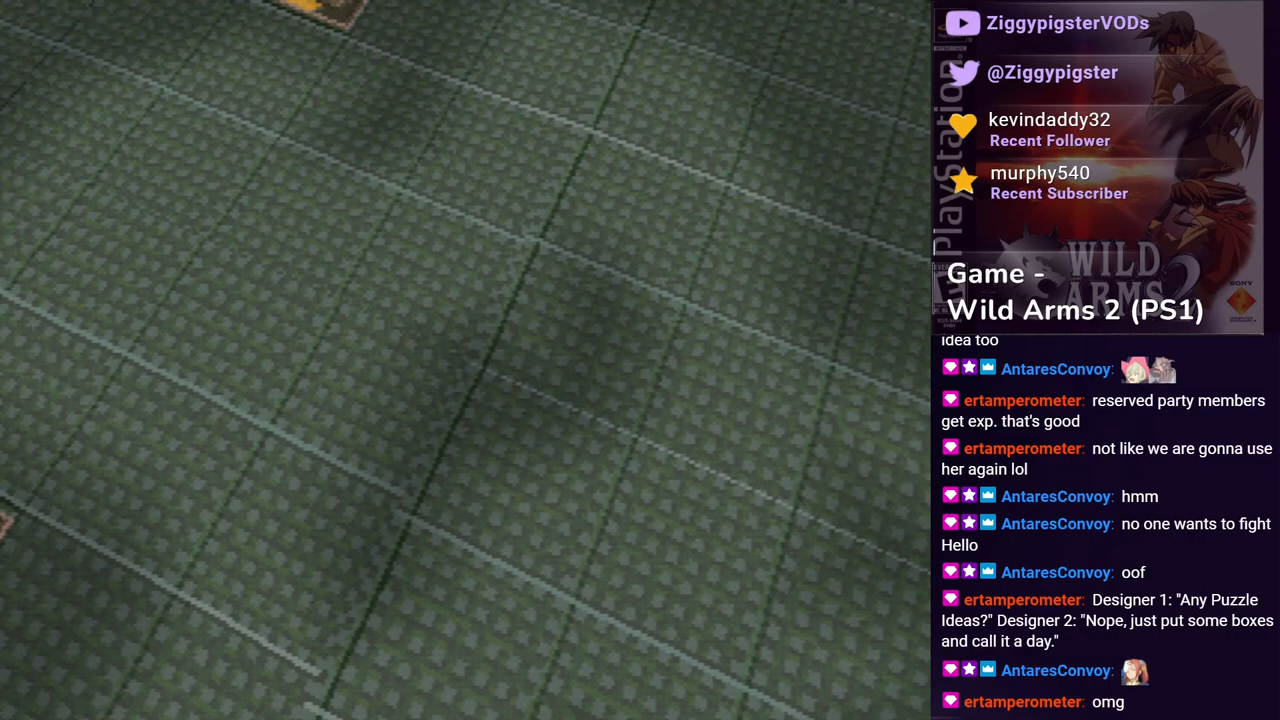 ZiggypigsterVODs
@Ziggypigster
kevindaddy32
Recent Follower
murphy540
Recent Subscriber
PlayStation
WILD ARMS 2
SONY
Game -
Wild Arms 2 (PS1)
idea too
AntaresConvoy:
ertamperometer: reserved party members
get exp. that's good
ertamperometer: not like we are gonna use
her again lol
AntaresConvoy: hmm
AntaresConvoy: no one wants to fight
Hello
AntaresConvoy: oof
ertamperometer: Designer 1: "Any Puzzle
Ideas?" Designer 2: "Nope, just put some boxes
and call it a day."
AntaresConvoy:
ertamperometer: omg